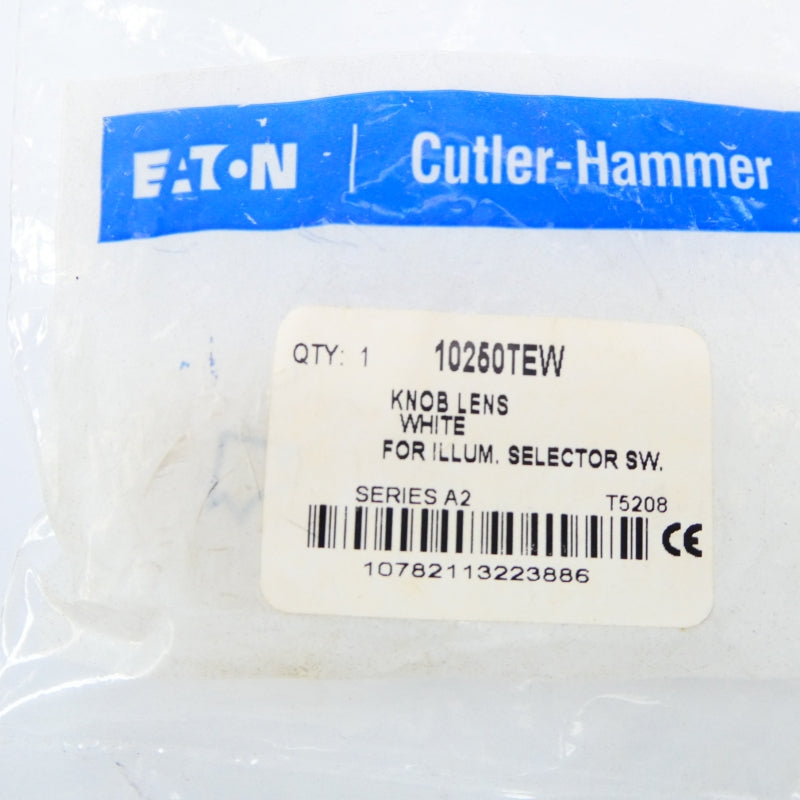 EATON | Cutler-Hammer
QTY: 1 10250TEW
KNOB LENS
WHITE
FOR ILLUM. SELECTOR SW.
SERIES A2 T5208
CE
10782113223886